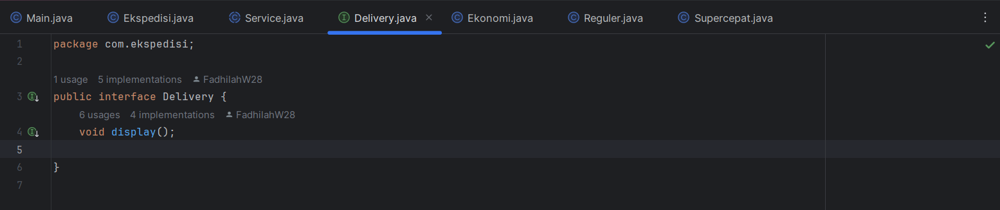 Main.java Ekspedisi.java Service.java Delivery.java Ekonomi.java Reguler.java Supercepat.java
1 package com.ekspedisi;
2
1 usage 5 implementations FadhilahW28
3 public interface Delivery {
6 usages 4 implementations FadhilahW28
4 void display();
5
6 }
7